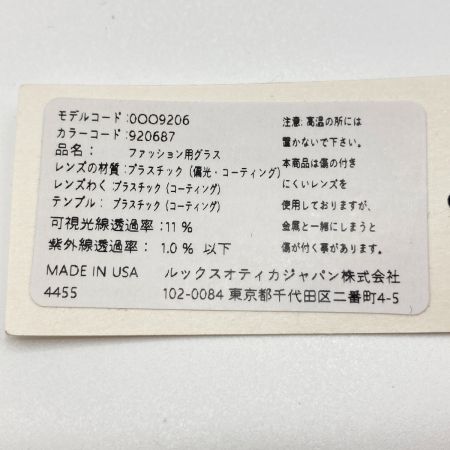 モデルコード:0OO9206
カラーコード:920687
品名: ファッション用グラス
レンズの材質:プラスチック (偏光・コーティング)
レンズわく:プラスチック (コーティング)
テンプル: プラスチック (コーティング)
可視光線透過率:11 %
紫外線透過率: 1.0 % 以下
注意:高温の所には
置かないで下さい。
本商品は傷の付き
にくいレンズを
使用しておりますが、
金属と一緒にしまうと
傷が付く事があります。
MADE IN USA ルックスオティカジャパン株式会社
4455 102-0084 東京都千代田区二番町4-5